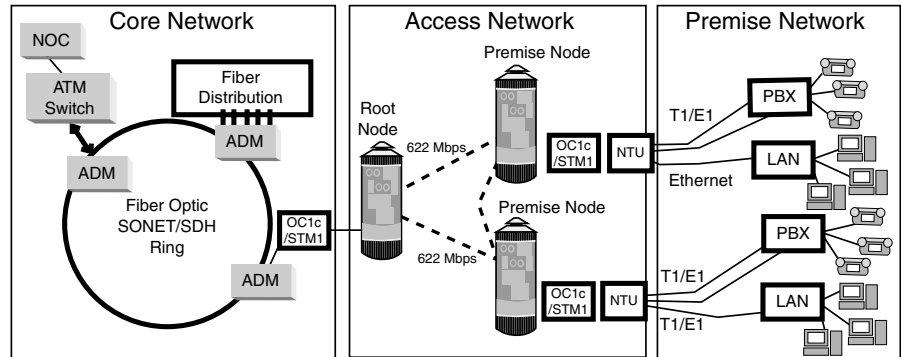 Core Network
NOC
ATM
Switch
Fiber
Distribution
ADM
ADM
Fiber Optic
SONET/SDH
Ring
ADM
OC1c
/STM1
Access Network
Root
Node
622 Mbps
622 Mbps
Premise Node
OC1c
/STM1
NTU
Premise Node
OC1c
/STM1
NTU
Premise Network
T1/E1
PBX
Ethernet
LAN
T1/E1
PBX
T1/E1
LAN